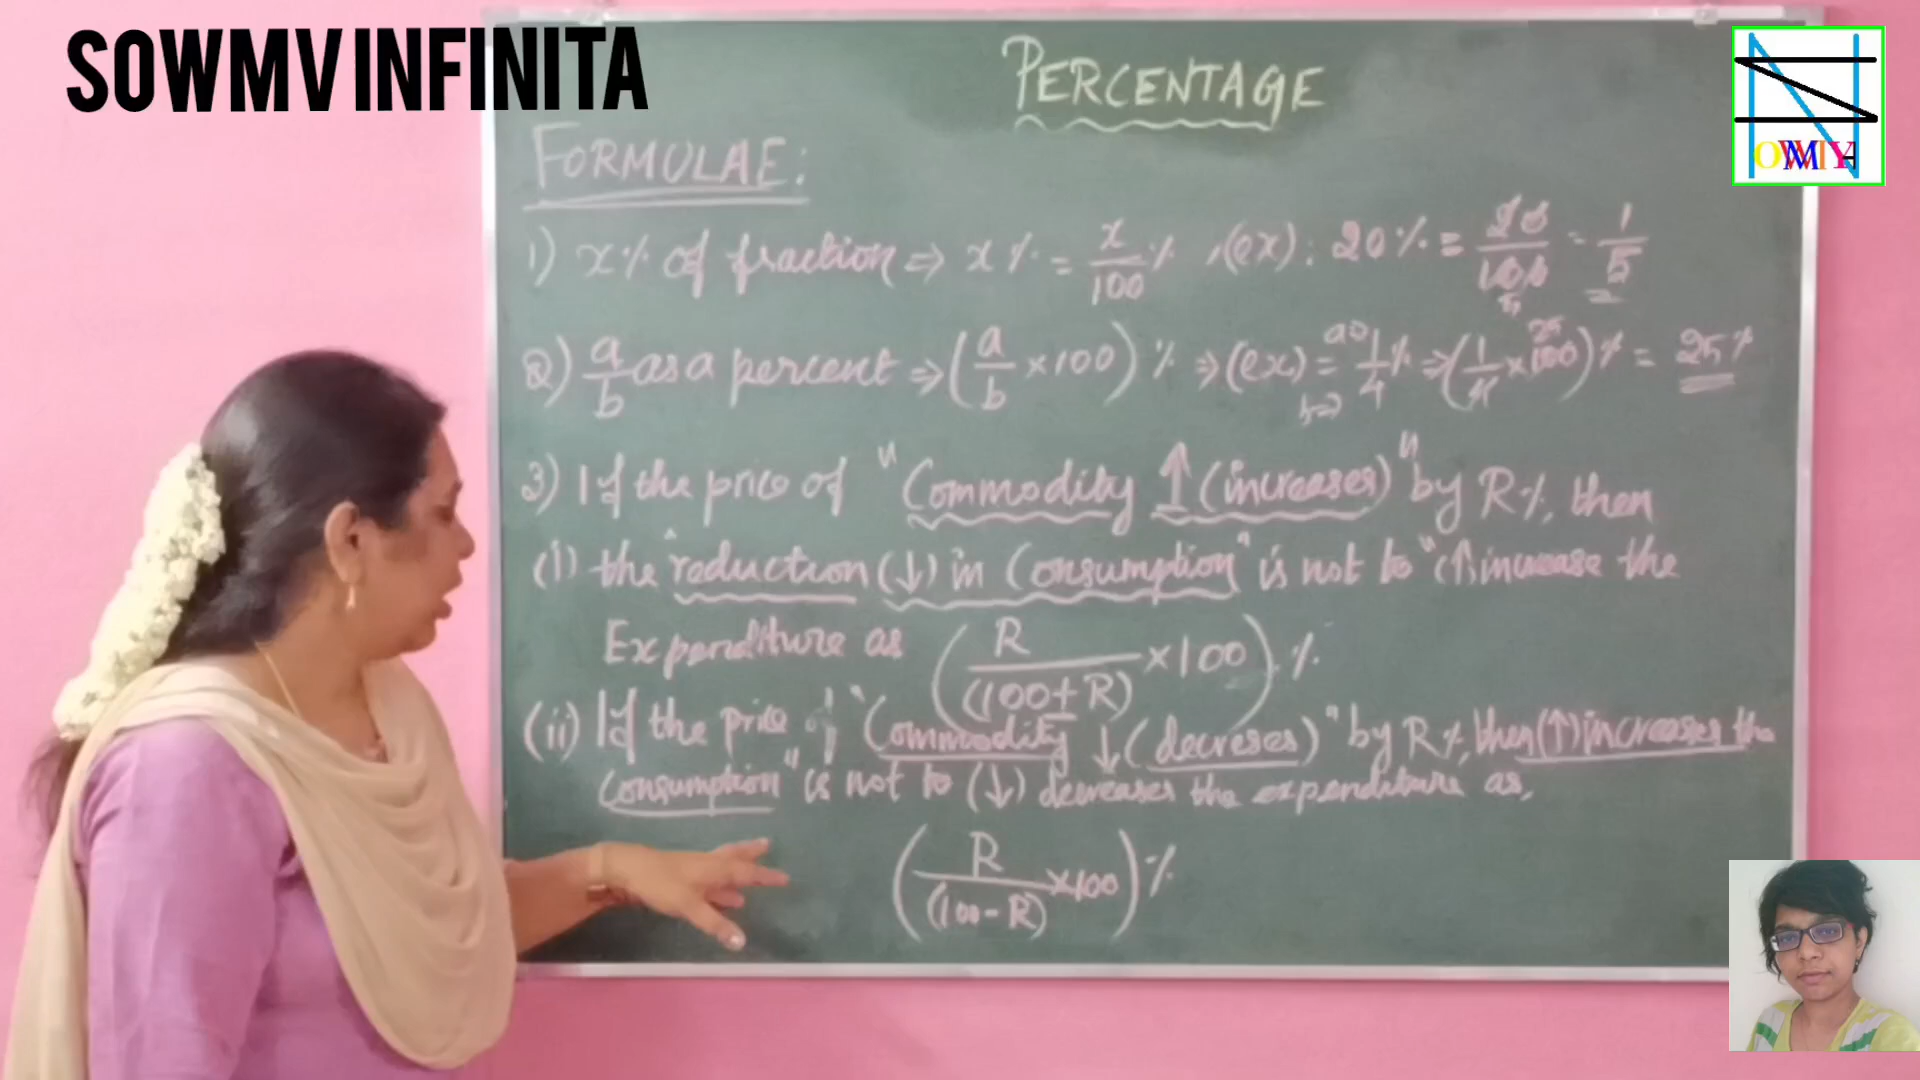 SOWMV INFINITA
PERCENTAGE
OWMIY
FORMULAE:
1) x% of fraction ⇒ x% = x/100 %, (ex): 20% = 20/100 = 1/5
2) a/b as a percent ⇒ (a/b ×100) % ⇒ (ex) = 1/4 % ⇒ (1/4 × 100) % = 25%
3) If the price of "Commodity ↑ (increases)" by R%, then
(i) the "reduction (↓) in Consumption" is not to "(↑) increase the
Expenditure as (R/(100+R) ×100) %
(ii) If the price of "Commodity ↓ (decreses)" by R%, then (↑) increases the
Consumption" is not to (↓) decreases the expenditure as,
(R/(100-R) ×100) %